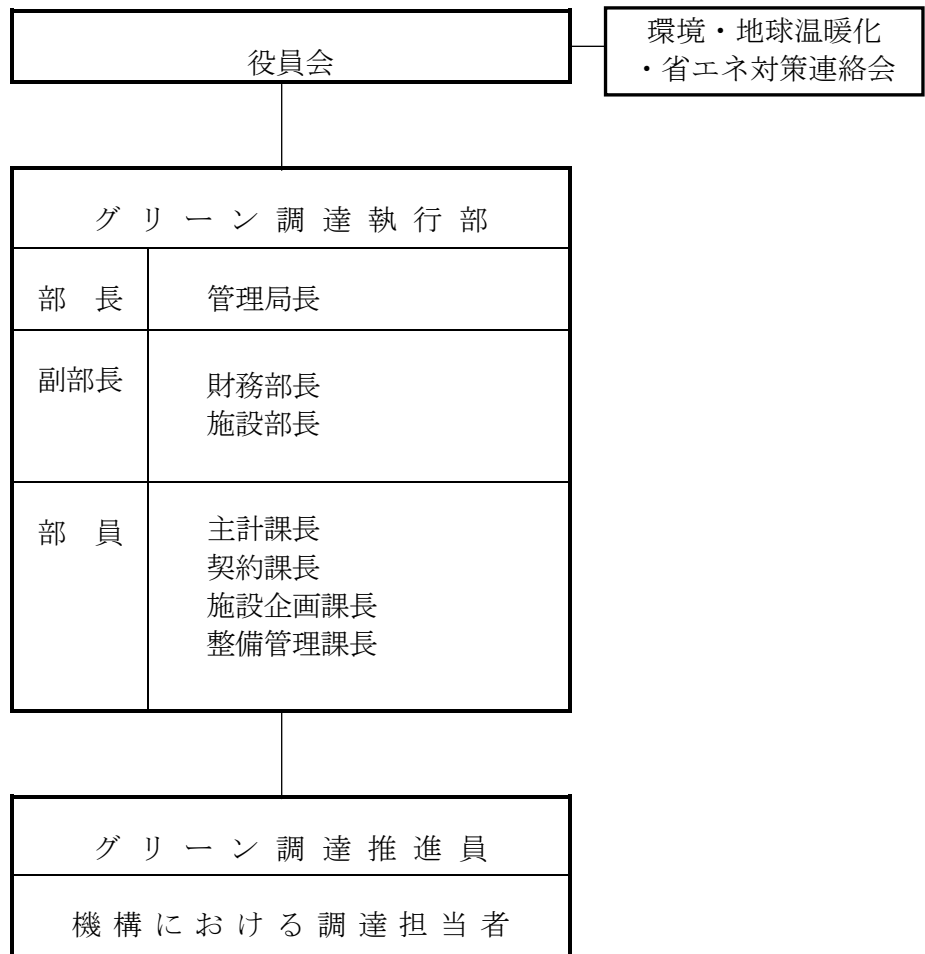 役員会
環境・地球温暖化
・省エネ対策連絡会
グリーン調達執行部
部　長　管理局長
副部長　財務部長
施設部長
部　員　主計課長
契約課長
施設企画課長
整備管理課長
グリーン調達推進員
機構における調達担当者